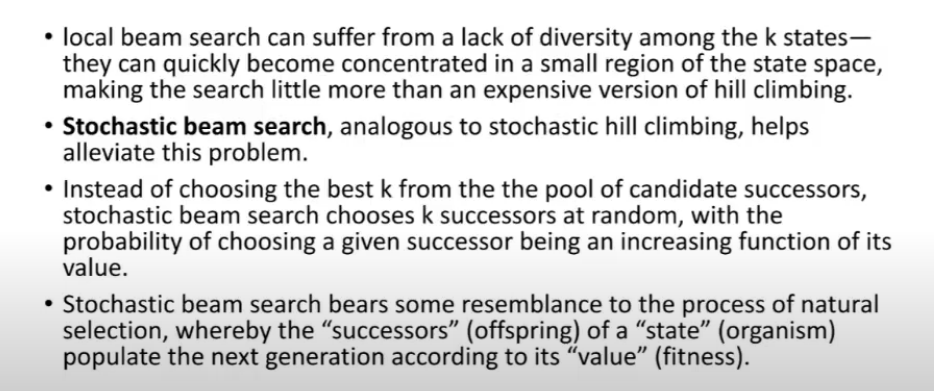 • local beam search can suffer from a lack of diversity among the k states—
they can quickly become concentrated in a small region of the state space,
making the search little more than an expensive version of hill climbing.
• Stochastic beam search, analogous to stochastic hill climbing, helps
alleviate this problem.
• Instead of choosing the best k from the the pool of candidate successors,
stochastic beam search chooses k successors at random, with the
probability of choosing a given successor being an increasing function of its
value.
• Stochastic beam search bears some resemblance to the process of natural
selection, whereby the “successors” (offspring) of a “state” (organism)
populate the next generation according to its “value” (fitness).